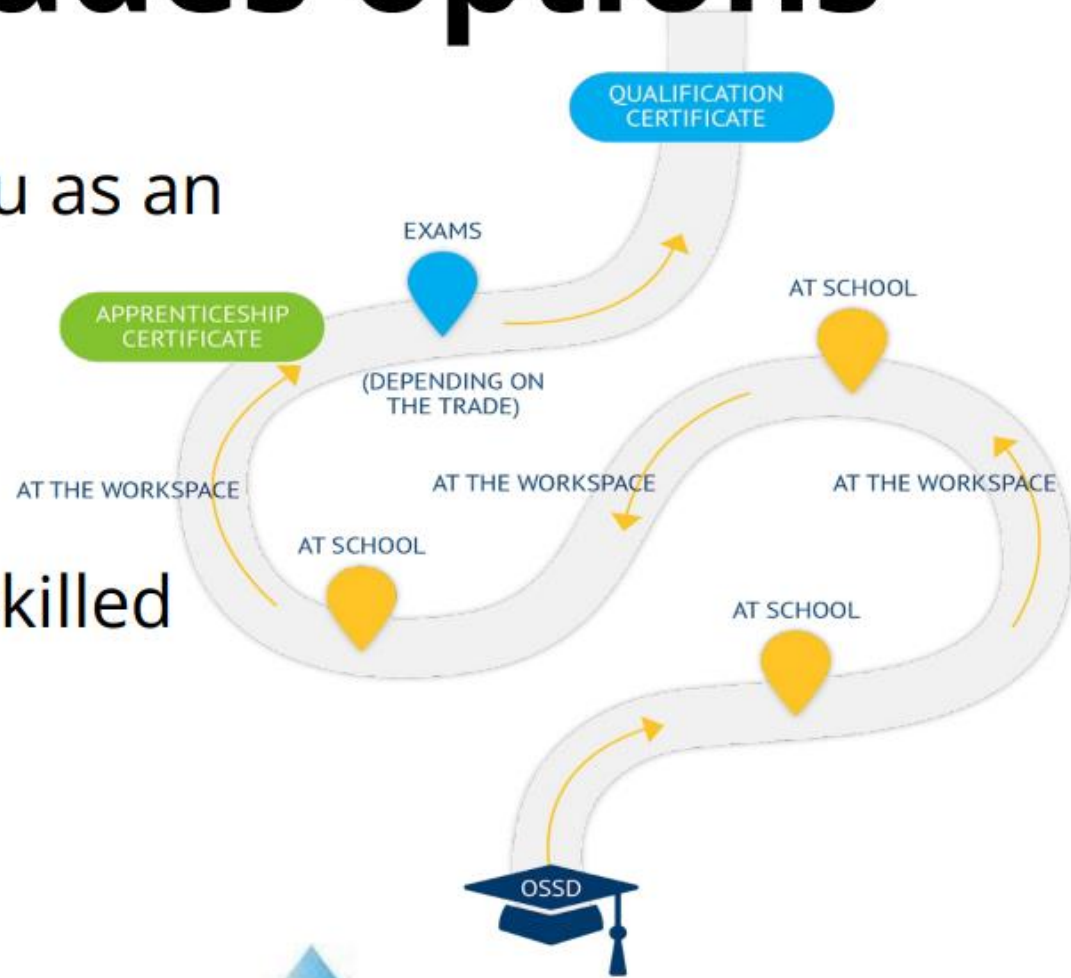 options
QUALIFICATION
CERTIFICATE
as an
EXAMS
AT SCHOOL
APPRENTICESHIP
CERTIFICATE
(DEPENDING ON
THE TRADE)
AT THE WORKSPACE
AT THE WORKSPACE
AT THE WORKSPACE
AT SCHOOL
killed
AT SCHOOL
OSSD